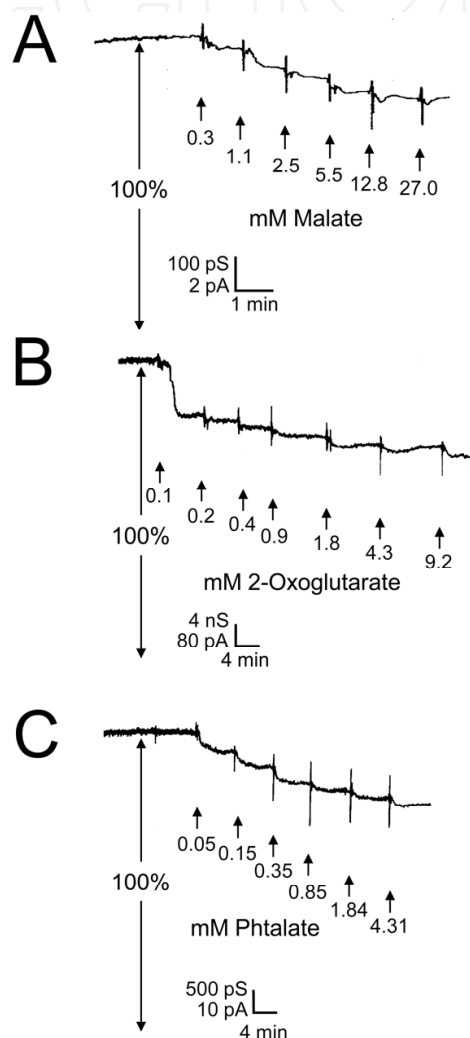 A
0.3
1.1
2.5
5.5
12.8
27.0
100%
mM Malate
100 pS
2 pA
1 min
B
0.1
0.2
0.4
0.9
1.8
4.3
9.2
100%
mM 2-Oxoglutarate
4 nS
80 pA
4 min
C
0.05
0.15
0.35
0.85
1.84
4.31
100%
mM Phtalate
500 pS
10 pA
4 min